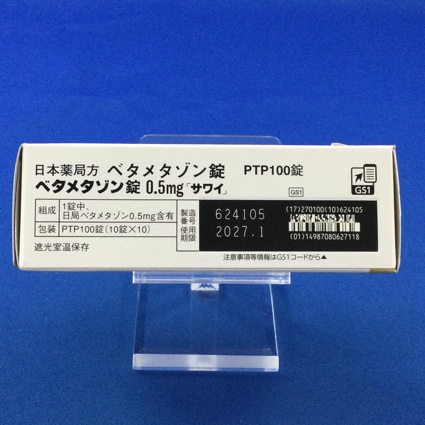 日本薬局方 ベタメタゾン錠 PTP100錠
ベタメタゾン錠 0.5mg「サワイ」
GS1
GS1
組成 1錠中、
日局ベタメタゾン0.5mg含有
包装 PTP100錠(10錠×10)
製造番号 624105
使用期限 2027.1
(17)270100(10)624105
(01)14987080627118
遮光室温保存
注意事項等情報はGS1コードから▲